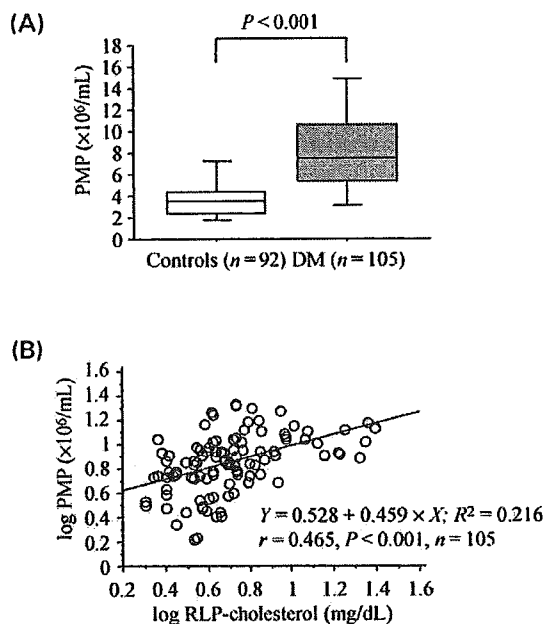 (A)
P < 0.001
PMP (×10⁶/mL)
18
16
14
12
10
8
6
4
2
0
Controls (n = 92) DM (n = 105)
(B)
log PMP (×10⁶/mL)
1.6
1.4
1.2
1.0
0.8
0.6
0.4
0.2
0
Y = 0.528 + 0.459 × X; R² = 0.216
r = 0.465, P < 0.001, n = 105
0.2 0.4 0.6 0.8 1 1.2 1.4 1.6
log RLP-cholesterol (mg/dL)